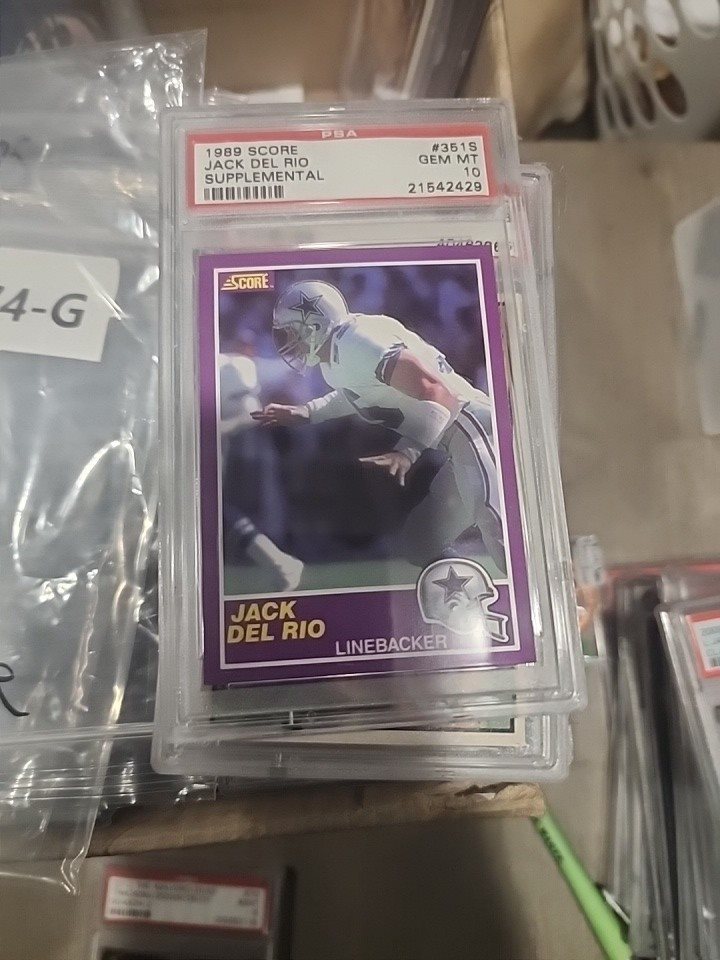 PSA
1989 SCORE #351S
JACK DEL RIO GEM MT
SUPPLEMENTAL 10
21542429
SCORE
4-G
JACK
DEL RIO
LINEBACKER
R